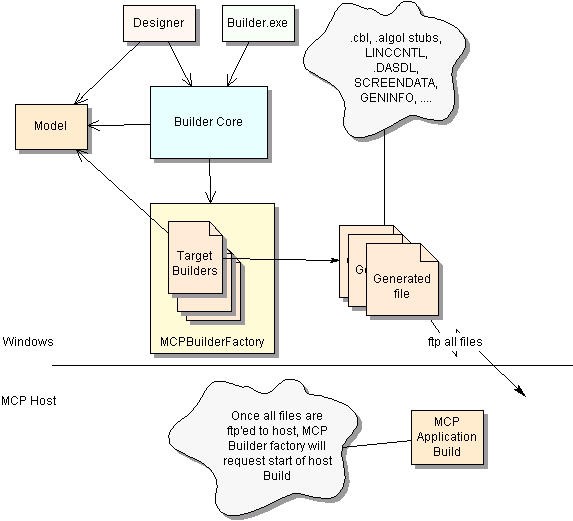 Designer
Builder.exe
.cbl, .algol stubs,
LINCCNTL,
.DASDL,
SCREENDATA,
GENINFO, ....
Model
Builder Core
Target
Builders
Generated
file
MCPBuilderFactory
Windows
ftp all files
MCP Host
Once all files are
ftp'ed to host, MCP
Builder factory will
request start of host
Build
MCP
Application
Build